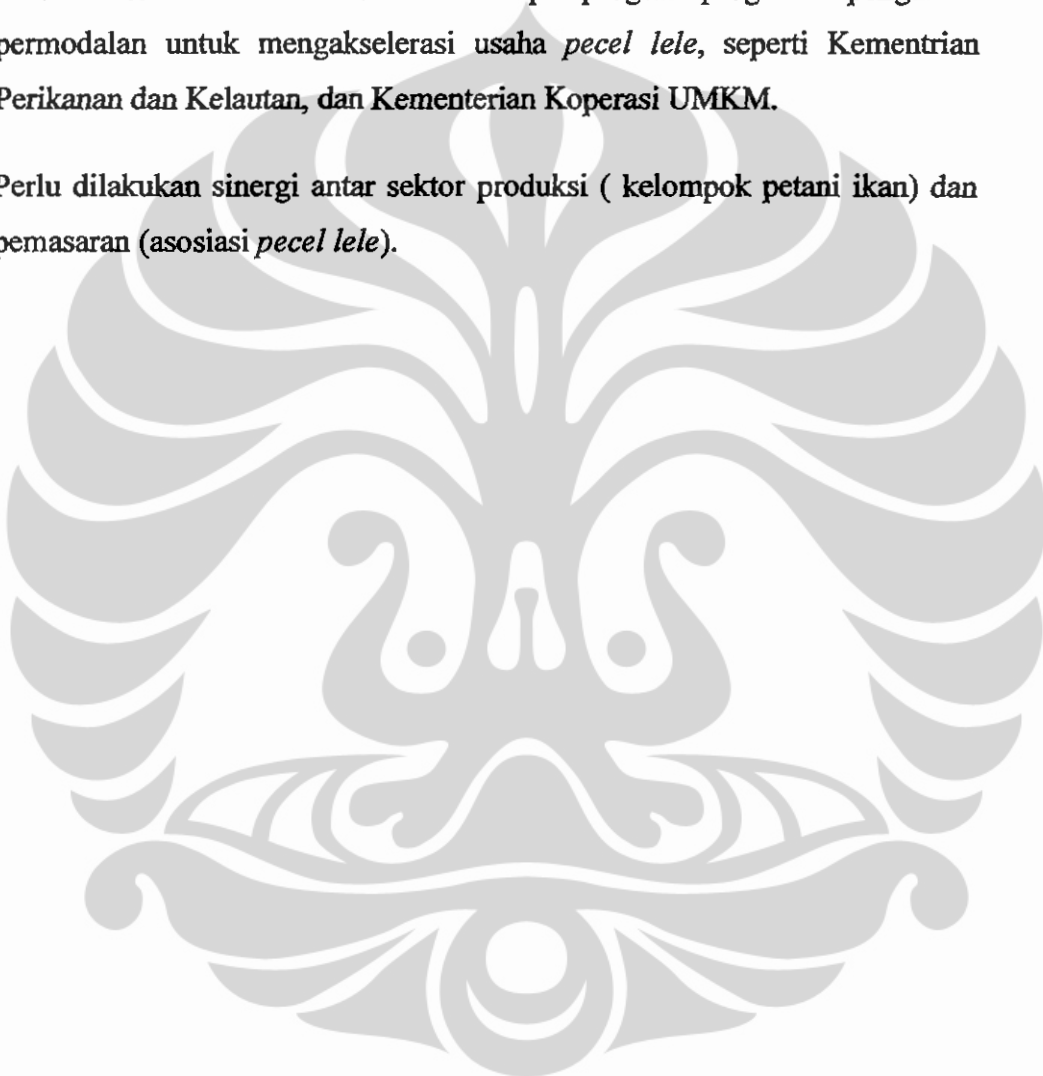 permodalan untuk mengakselerasi usaha pecel lele, seperti Kementrian
Perikanan dan Kelautan, dan Kementerian Koperasi UMKM.
Perlu dilakukan sinergi antar sektor produksi ( kelompok petani ikan) dan
pemasaran (asosiasi pecel lele).